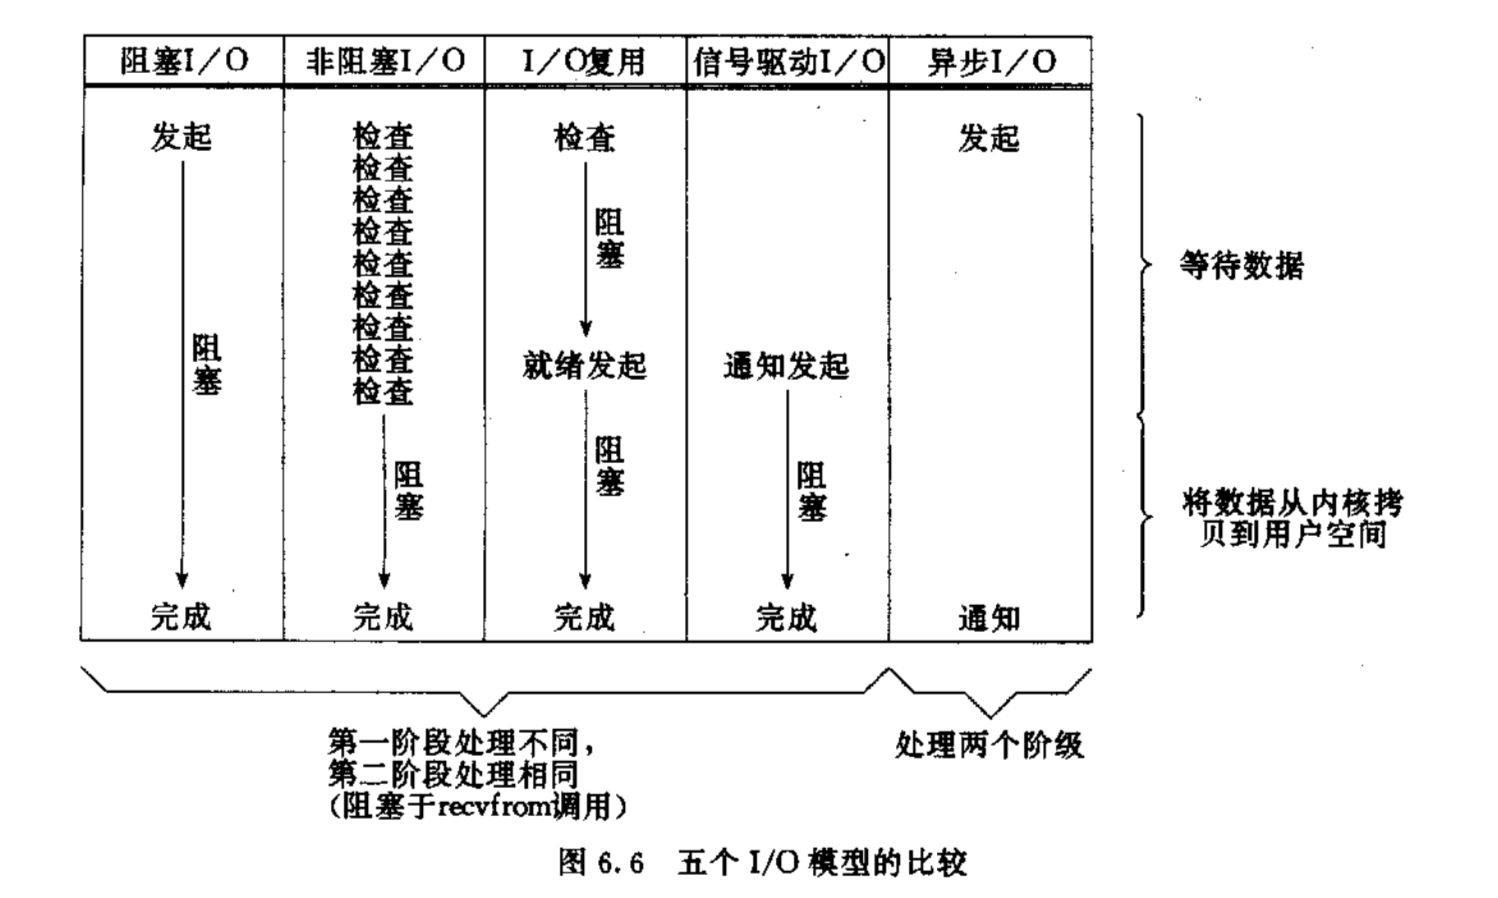 阻塞I/O 非阻塞I/O I/O复用 信号驱动I/O 异步I/O
发起 检查 检查 发起
检查
检查
检查
检查
检查
检查
检查
检查
阻塞
阻塞
就绪发起 通知发起
阻塞
阻塞
阻塞
完成 完成 完成 完成 通知
等待数据
将数据从内核拷
贝到用户空间
第一阶段处理不同,
第二阶段处理相同
(阻塞于recvfrom调用)
处理两个阶级
图 6.6 五个 I/O 模型的比较